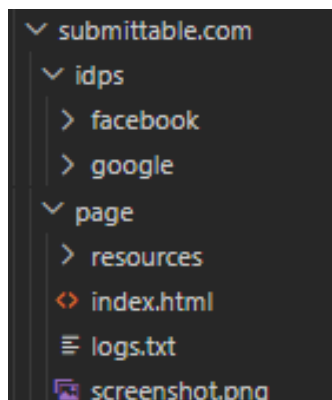 submittable.com
idps
facebook
google
page
resources
index.html
logs.txt
screenshot.png